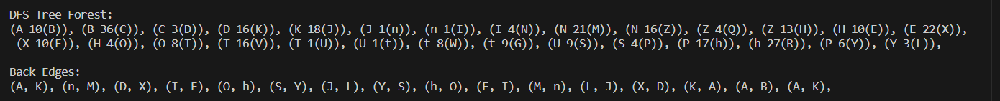 DFS Tree Forest:
(A 10(B)), (B 36(C)), (C 3(D)), (D 16(K)), (K 18(J)), (J 1(n)), (n 1(I)), (I 4(N)), (N 21(M)), (N 16(Z)), (Z 4(Q)), (Z 13(H)), (H 10(E)), (E 22(X)),
(X 10(F)), (H 4(O)), (O 8(T)), (T 16(V)), (T 1(U)), (U 1(t)), (t 8(W)), (t 9(G)), (U 9(S)), (S 4(P)), (P 17(h)), (h 27(R)), (P 6(Y)), (Y 3(L)),
Back Edges:
(A, K), (n, M), (D, X), (I, E), (O, h), (S, Y), (J, L), (Y, S), (h, O), (E, I), (M, n), (L, J), (X, D), (K, A), (A, B), (A, K),